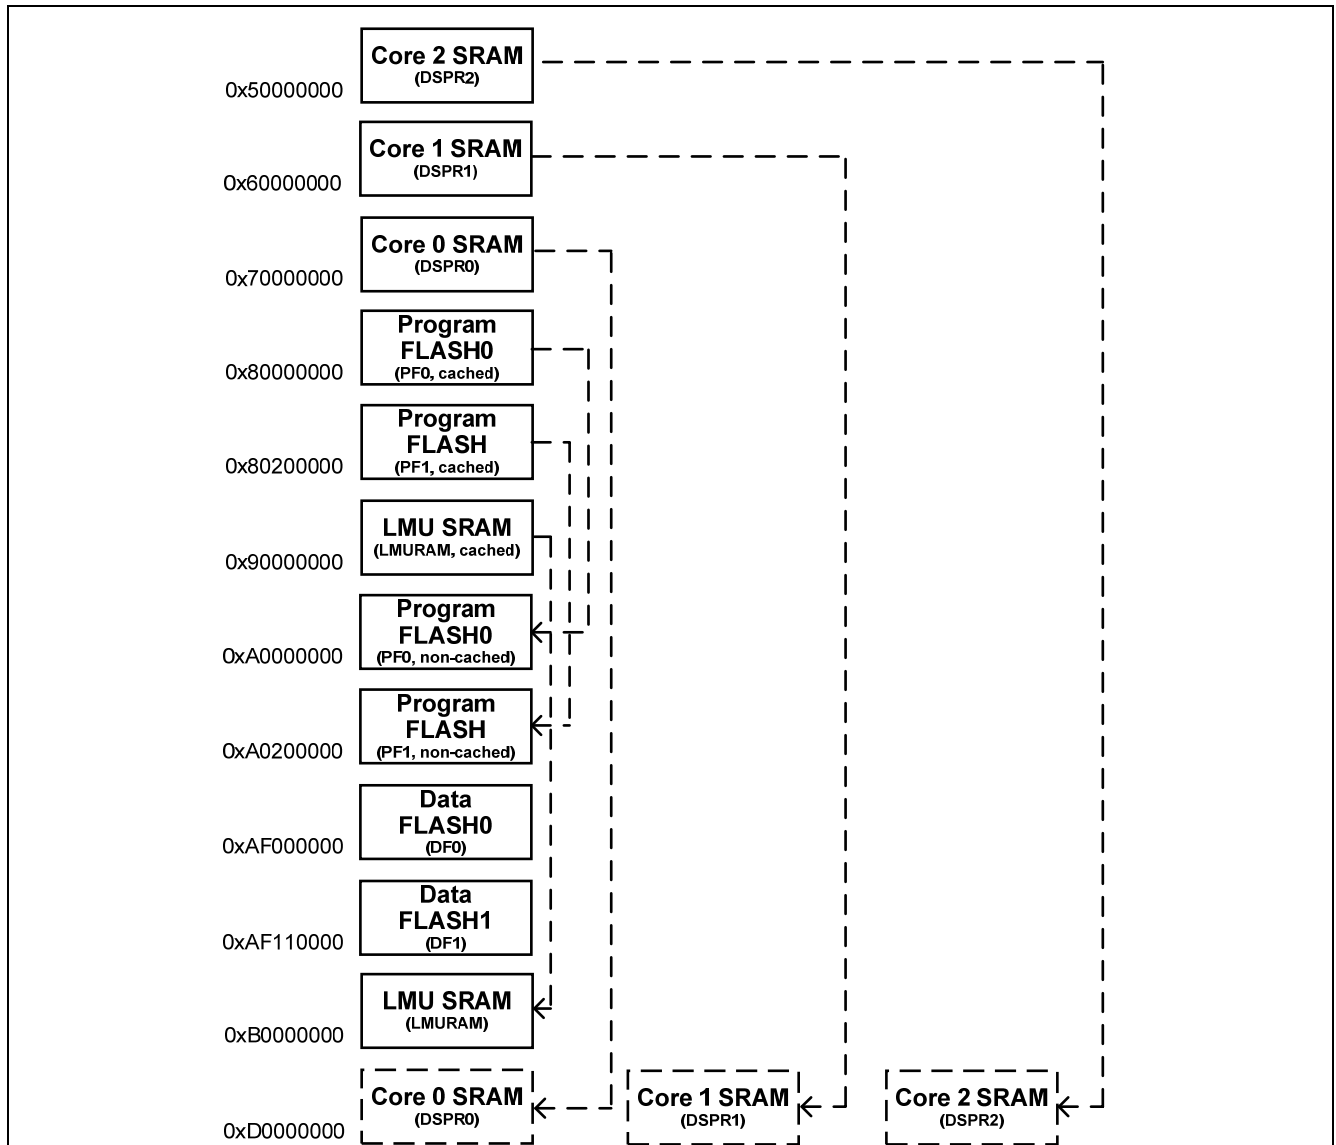 Core 2 SRAM
(DSPR2)
0x50000000
Core 1 SRAM
(DSPR1)
0x60000000
Core 0 SRAM
(DSPR0)
0x70000000
Program
FLASH0
(PF0, cached)
0x80000000
Program
FLASH
(PF1, cached)
0x80200000
LMU SRAM
(LMURAM, cached)
0x90000000
Program
FLASH0
(PF0, non-cached)
0xA0000000
Program
FLASH
(PF1, non-cached)
0xA0200000
Data
FLASH0
(DF0)
0xAF000000
Data
FLASH1
(DF1)
0xAF110000
LMU SRAM
(LMURAM)
0xB0000000
Core 0 SRAM
(DSPR0)
0xD0000000
Core 1 SRAM
(DSPR1)
Core 2 SRAM
(DSPR2)